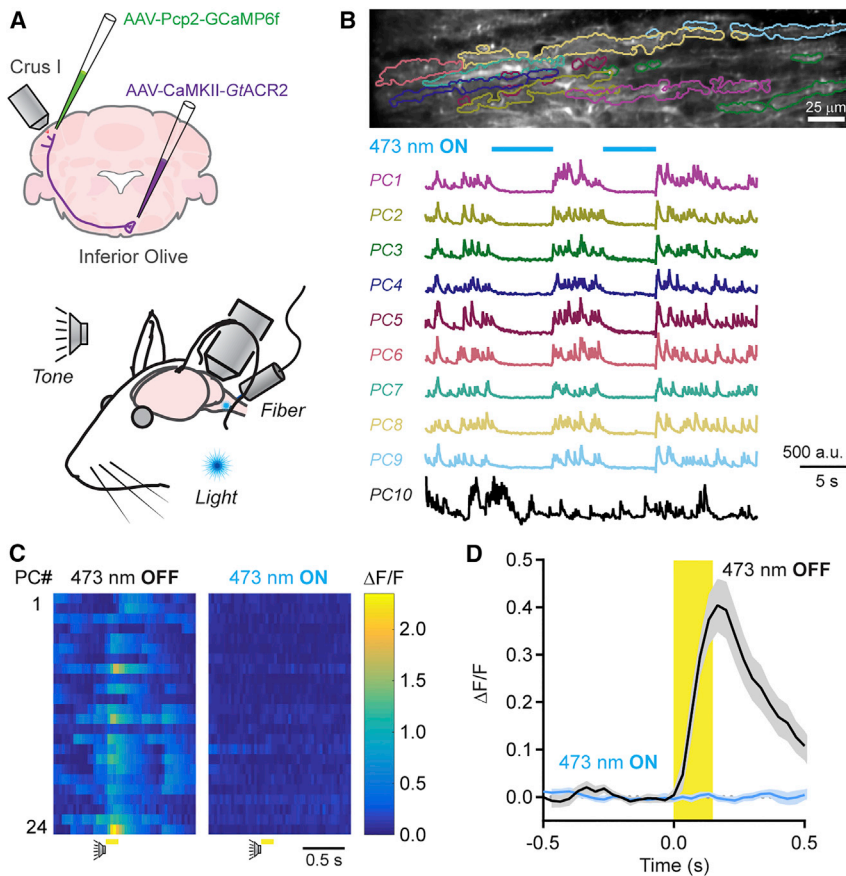 A
AAV-Pcp2-GCaMP6f
Crus I
AAV-CaMKII-GtACR2
Inferior Olive
Tone
Fiber
Light
B
25 μm
473 nm ON
PC1
PC2
PC3
PC4
PC5
PC6
PC7
PC8
PC9
PC10
500 a.u.
5 s
C
PC# 473 nm OFF 473 nm ON ΔF/F
1
24
2.0
1.5
1.0
0.5
0.0
0.5 s
D
473 nm OFF
473 nm ON
ΔF/F
0.5
0.4
0.3
0.2
0.1
0.0
-0.5 0.0 0.5
Time (s)